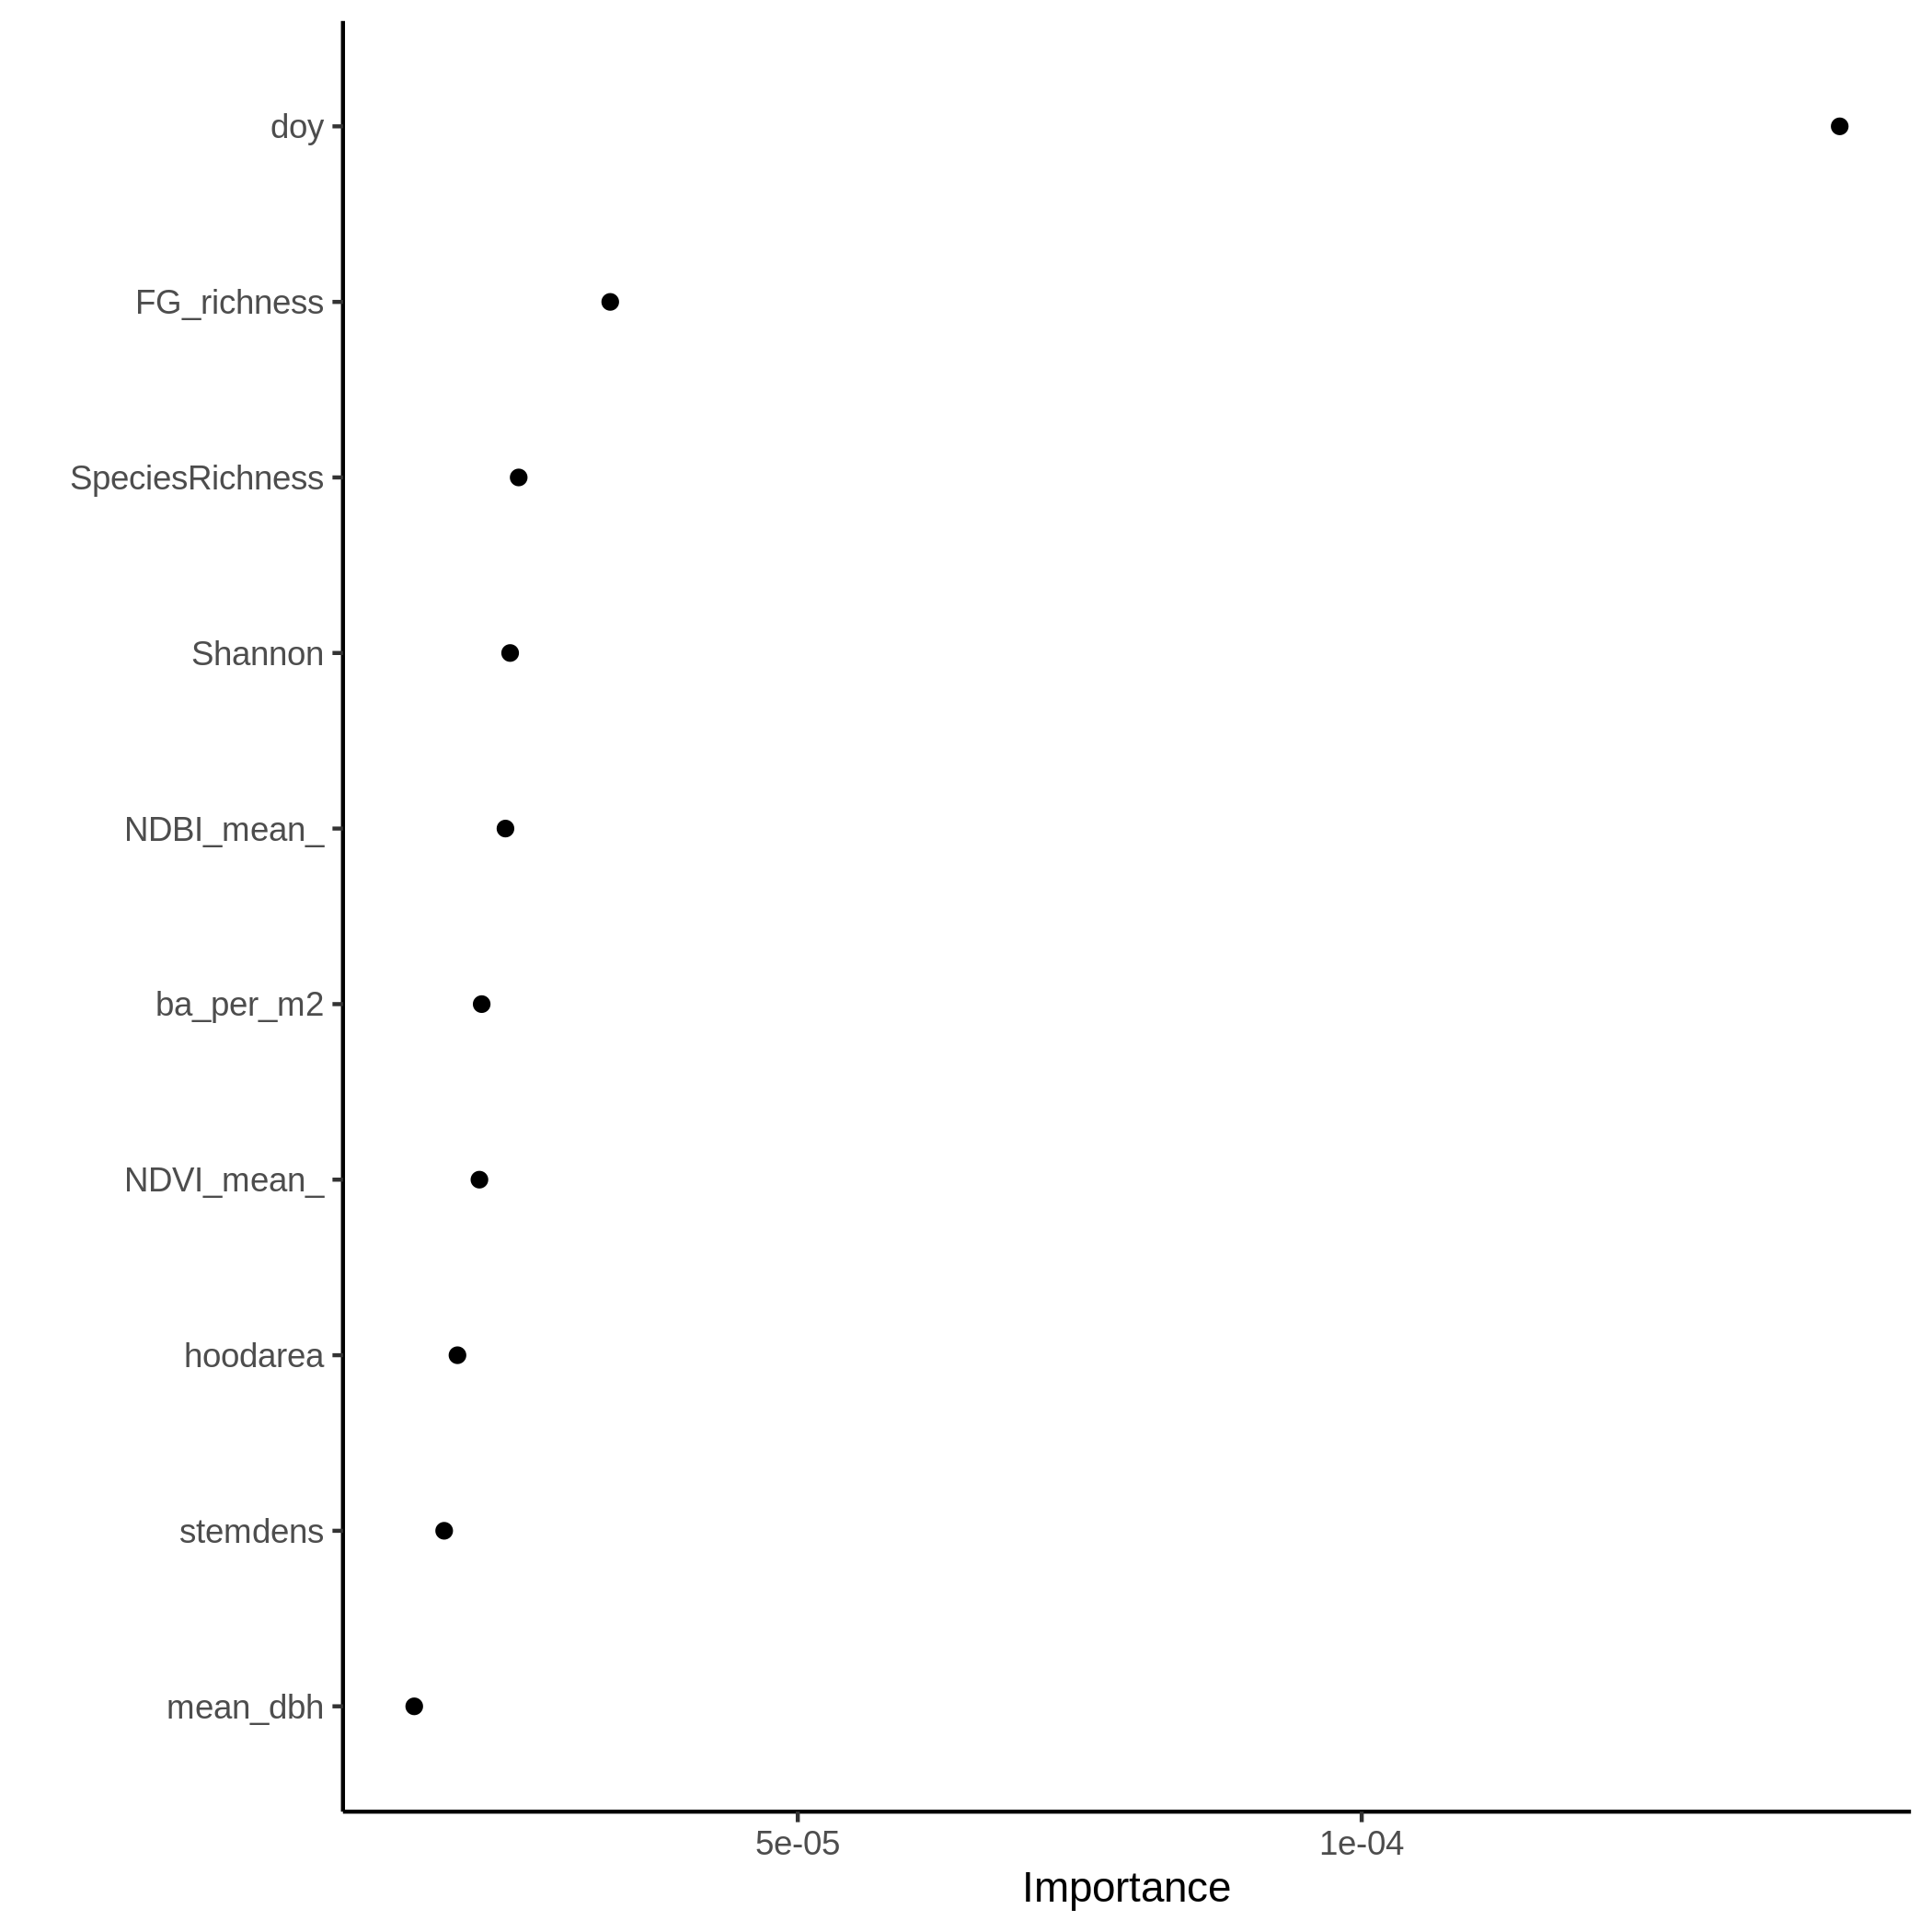 doy
FG_richness
SpeciesRichness
Shannon
NDBI_mean_
ba_per_m2
NDVI_mean_
hoodarea
stemdens
mean_dbh
5e-05 1e-04
Importance